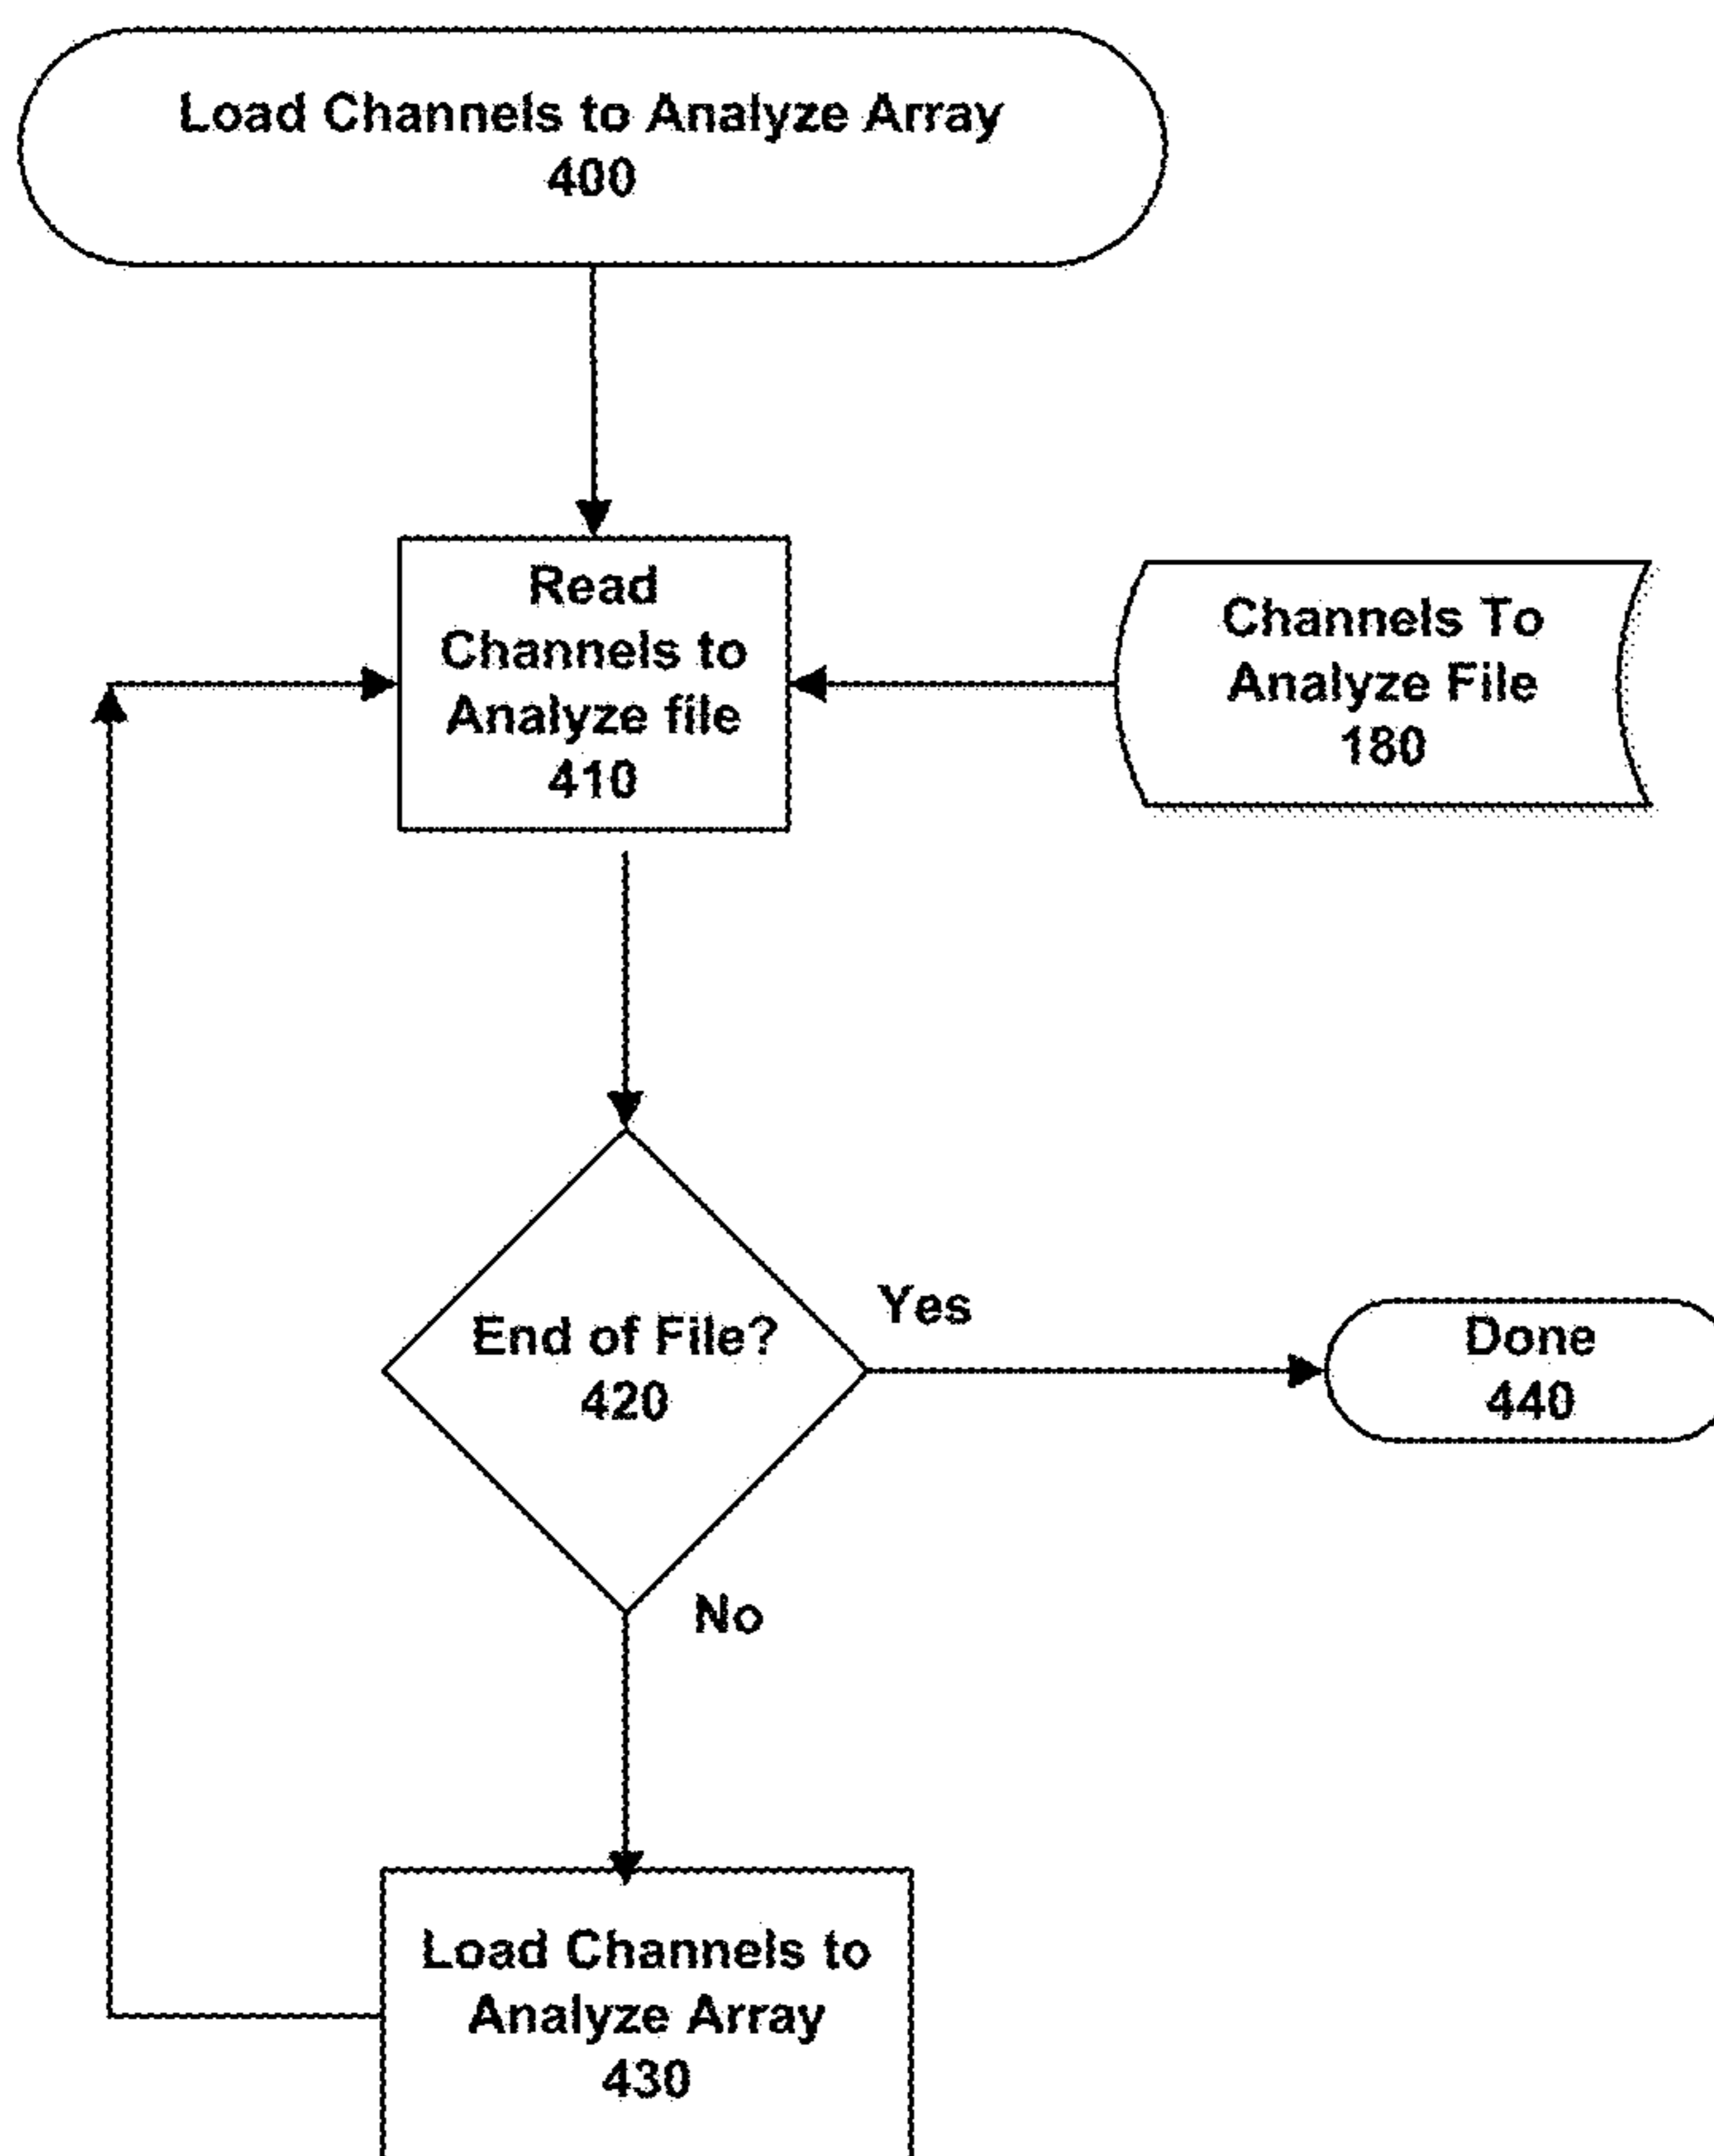 Load Channels to Analyze Array
400
Read
Channels to
Analyze file
410
Channels To
Analyze File
180
End of File?
420
Yes
Done
440
No
Load Channels to
Analyze Array
430